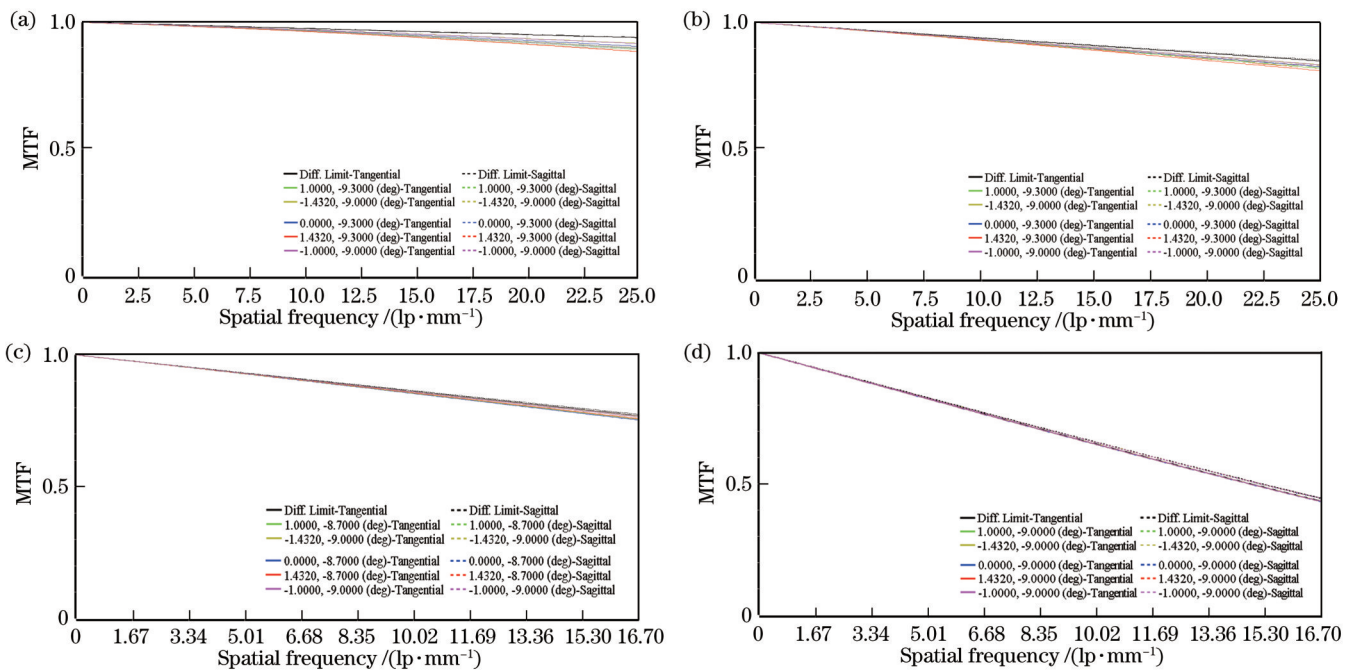 (a)
1.0
0.5
0
MTF
Diff. Limit-Tangential Diff. Limit-Sagittal
1.0000, -9.3000 (deg)-Tangential 1.0000, -9.3000 (deg)-Sagittal
-1.4320, -9.0000 (deg)-Tangential -1.4320, -9.0000 (deg)-Sagittal
0.0000, -9.3000 (deg)-Tangential 0.0000, -9.3000 (deg)-Sagittal
1.4320, -9.3000 (deg)-Tangential 1.4320, -9.3000 (deg)-Sagittal
-1.0000, -9.0000 (deg)-Tangential -1.0000, -9.0000 (deg)-Sagittal
0 2.5 5.0 7.5 10.0 12.5 15.0 17.5 20.0 22.5 25.0
Spatial frequency /(lp·mm⁻¹)
(b)
1.0
0.5
0
MTF
Diff. Limit-Tangential Diff. Limit-Sagittal
1.0000, -9.3000 (deg)-Tangential 1.0000, -9.3000 (deg)-Sagittal
-1.4320, -9.0000 (deg)-Tangential -1.4320, -9.0000 (deg)-Sagittal
0.0000, -9.3000 (deg)-Tangential 0.0000, -9.3000 (deg)-Sagittal
1.4320, -9.3000 (deg)-Tangential 1.4320, -9.3000 (deg)-Sagittal
-1.0000, -9.0000 (deg)-Tangential -1.0000, -9.0000 (deg)-Sagittal
0 2.5 5.0 7.5 10.0 12.5 15.0 17.5 20.0 22.5 25.0
Spatial frequency /(lp·mm⁻¹)
(c)
1.0
0.5
0
MTF
Diff. Limit-Tangential Diff. Limit-Sagittal
1.0000, -8.7000 (deg)-Tangential 1.0000, -8.7000 (deg)-Sagittal
-1.4320, -9.0000 (deg)-Tangential -1.4320, -9.0000 (deg)-Sagittal
0.0000, -8.7000 (deg)-Tangential 0.0000, -8.7000 (deg)-Sagittal
1.4320, -8.7000 (deg)-Tangential 1.4320, -8.7000 (deg)-Sagittal
-1.0000, -9.0000 (deg)-Tangential -1.0000, -9.0000 (deg)-Sagittal
0 1.67 3.34 5.01 6.68 8.35 10.02 11.69 13.36 15.30 16.70
Spatial frequency /(lp·mm⁻¹)
(d)
1.0
0.5
0
MTF
Diff. Limit-Tangential Diff. Limit-Sagittal
1.0000, -9.0000 (deg)-Tangential 1.0000, -9.0000 (deg)-Sagittal
-1.4320, -9.0000 (deg)-Tangential -1.4320, -9.0000 (deg)-Sagittal
0.0000, -9.0000 (deg)-Tangential 0.0000, -9.0000 (deg)-Sagittal
1.4320, -9.0000 (deg)-Tangential 1.4320, -9.0000 (deg)-Sagittal
-1.0000, -9.0000 (deg)-Tangential -1.0000, -9.0000 (deg)-Sagittal
0 1.67 3.34 5.01 6.68 8.35 10.02 11.69 13.36 15.30 16.70
Spatial frequency /(lp·mm⁻¹)